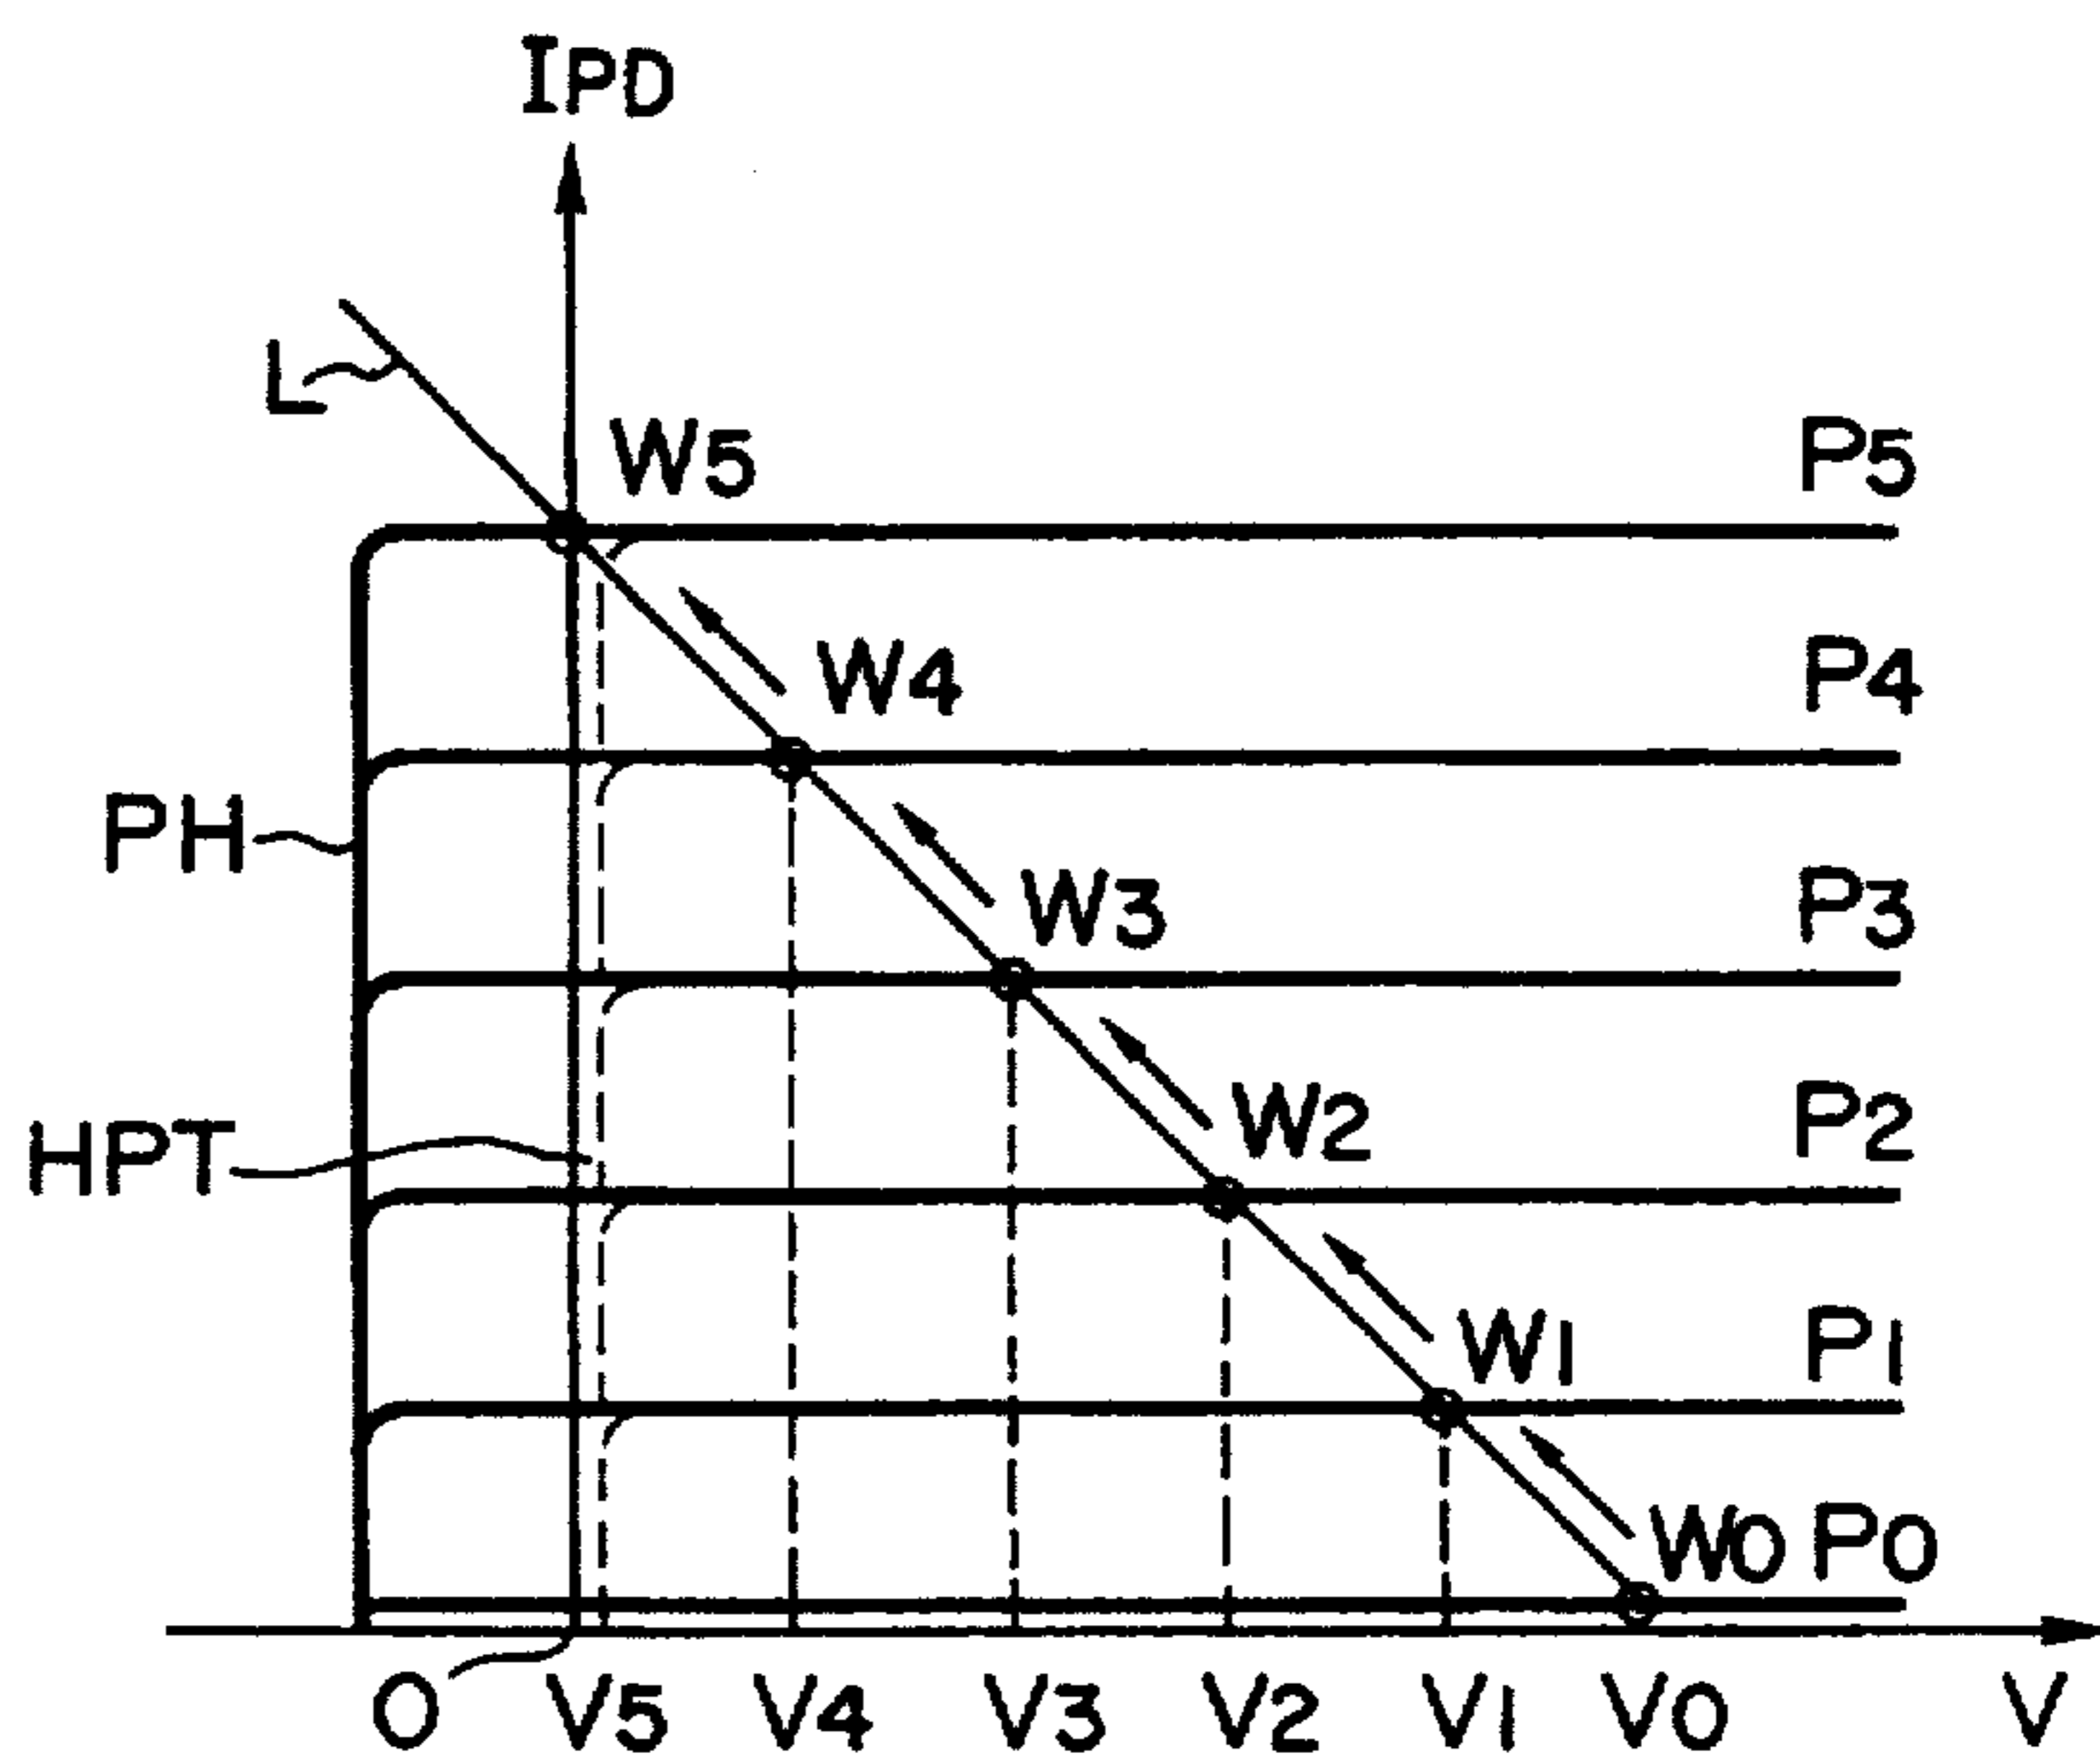 IPD
L
W5 P5
W4 P4
PH
W3 P3
HPT
W2 P2
W1 P1
W0 P0
O V5 V4 V3 V2 V1 V0 V